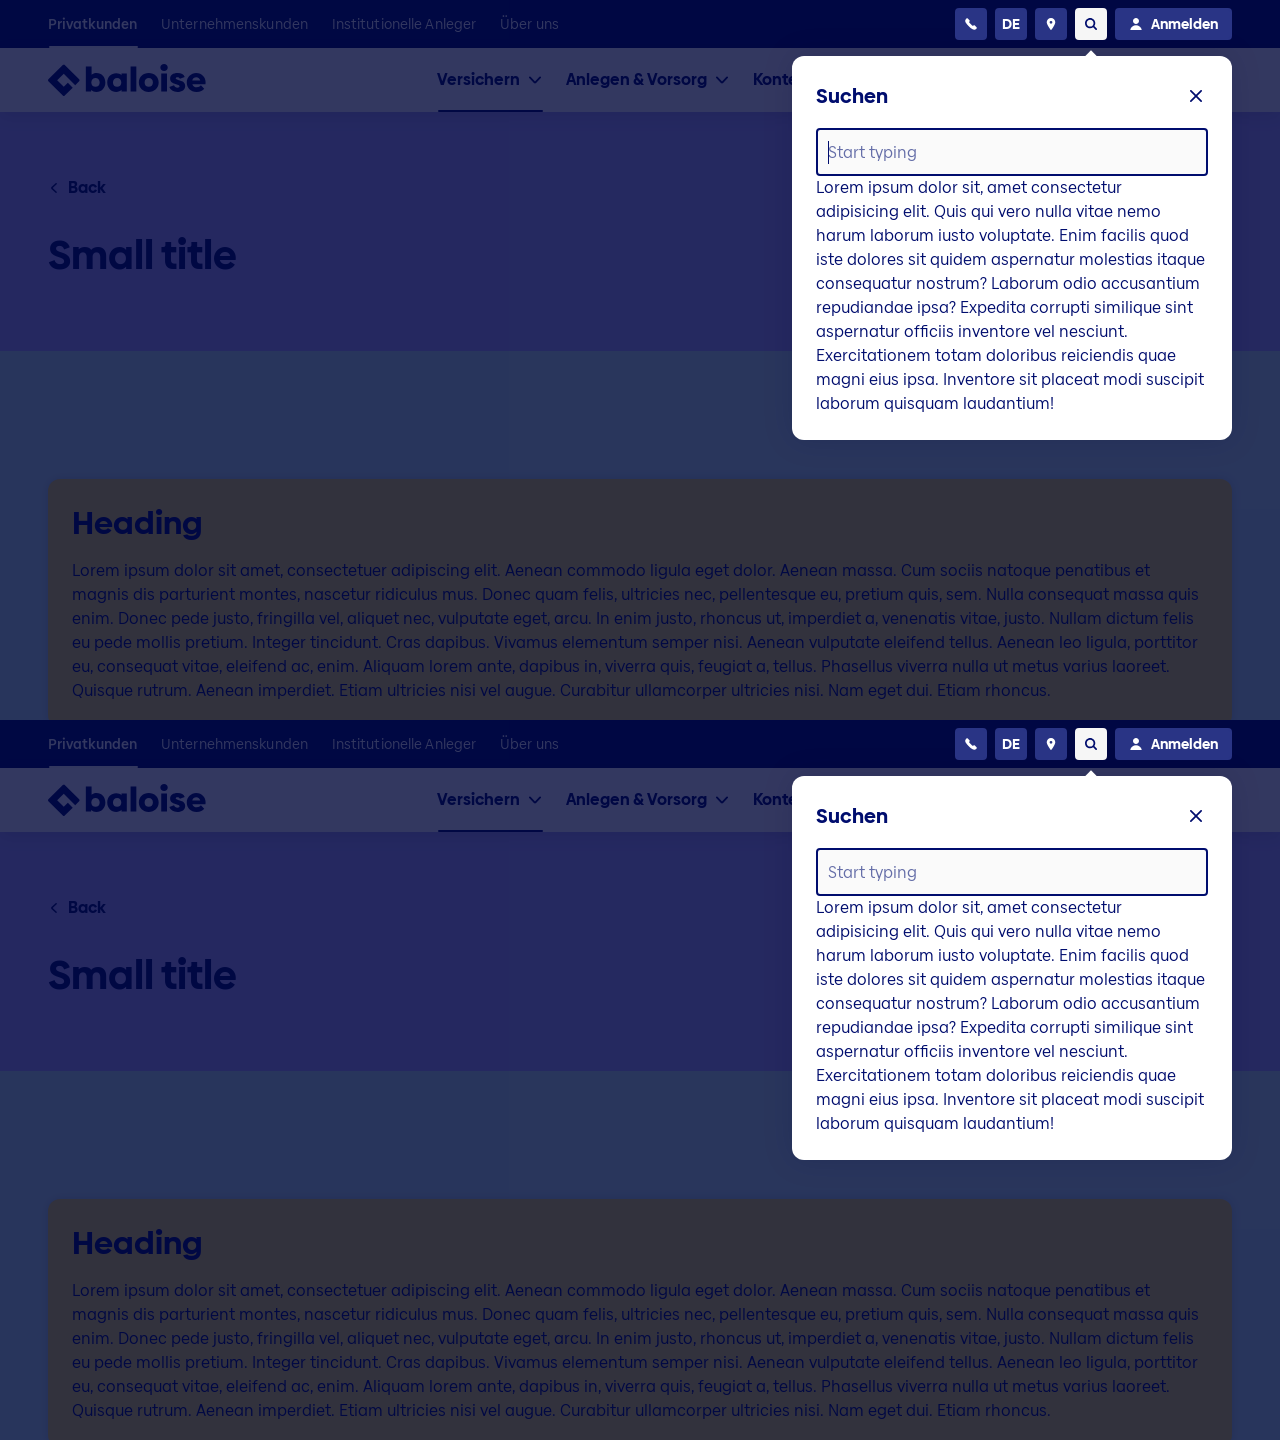 Privatkunden Unternehmenskunden Institutionelle Anleger Über uns DE Anmelden
baloise Versichern Anlegen & Vorsorg
Suchen
Start typing
Lorem ipsum dolor sit, amet consectetur
adipisicing elit. Quis qui vero nulla vitae nemo
harum laborum iusto voluptate. Enim facilis quod
iste dolores sit quidem aspernatur molestias itaque
consequatur nostrum? Laborum odio accusantium
repudiandae ipsa? Expedita corrupti similique sint
aspernatur officiis inventore vel nesciunt.
Exercitationem totam doloribus reiciendis quae
magni eius ipsa. Inventore sit placeat modi suscipit
laborum quisquam laudantium!
Back
Small title
Heading
Lorem ipsum dolor sit amet, consectetuer adipiscing elit. Aenean commodo ligula eget dolor. Aenean massa. Cum sociis natoque penatibus et
magnis dis parturient montes, nascetur ridiculus mus. Donec quam felis, ultricies nec, pellentesque eu, pretium quis, sem. Nulla consequat massa quis
enim. Donec pede justo, fringilla vel, aliquet nec, vulputate eget, arcu. In enim justo, rhoncus ut, imperdiet a, venenatis vitae, justo. Nullam dictum felis
eu pede mollis pretium. Integer tincidunt. Cras dapibus. Vivamus elementum semper nisi. Aenean vulputate eleifend tellus. Aenean leo ligula, porttitor
eu, consequat vitae, eleifend ac, enim. Aliquam lorem ante, dapibus in, viverra quis, feugiat a, tellus. Phasellus viverra nulla ut metus varius laoreet.
Quisque rutrum. Aenean imperdiet. Etiam ultricies nisi vel augue. Curabitur ullamcorper ultricies nisi. Nam eget dui. Etiam rhoncus.
Privatkunden Unternehmenskunden Institutionelle Anleger Über uns DE Anmelden
baloise Versichern Anlegen & Vorsorg
Suchen
Start typing
Lorem ipsum dolor sit, amet consectetur
adipisicing elit. Quis qui vero nulla vitae nemo
harum laborum iusto voluptate. Enim facilis quod
iste dolores sit quidem aspernatur molestias itaque
consequatur nostrum? Laborum odio accusantium
repudiandae ipsa? Expedita corrupti similique sint
aspernatur officiis inventore vel nesciunt.
Exercitationem totam doloribus reiciendis quae
magni eius ipsa. Inventore sit placeat modi suscipit
laborum quisquam laudantium!
Back
Small title
Heading
Lorem ipsum dolor sit amet, consectetuer adipiscing elit. Aenean commodo ligula eget dolor. Aenean massa. Cum sociis natoque penatibus et
magnis dis parturient montes, nascetur ridiculus mus. Donec quam felis, ultricies nec, pellentesque eu, pretium quis, sem. Nulla consequat massa quis
enim. Donec pede justo, fringilla vel, aliquet nec, vulputate eget, arcu. In enim justo, rhoncus ut, imperdiet a, venenatis vitae, justo. Nullam dictum felis
eu pede mollis pretium. Integer tincidunt. Cras dapibus. Vivamus elementum semper nisi. Aenean vulputate eleifend tellus. Aenean leo ligula, porttitor
eu, consequat vitae, eleifend ac, enim. Aliquam lorem ante, dapibus in, viverra quis, feugiat a, tellus. Phasellus viverra nulla ut metus varius laoreet.
Quisque rutrum. Aenean imperdiet. Etiam ultricies nisi vel augue. Curabitur ullamcorper ultricies nisi. Nam eget dui. Etiam rhoncus.